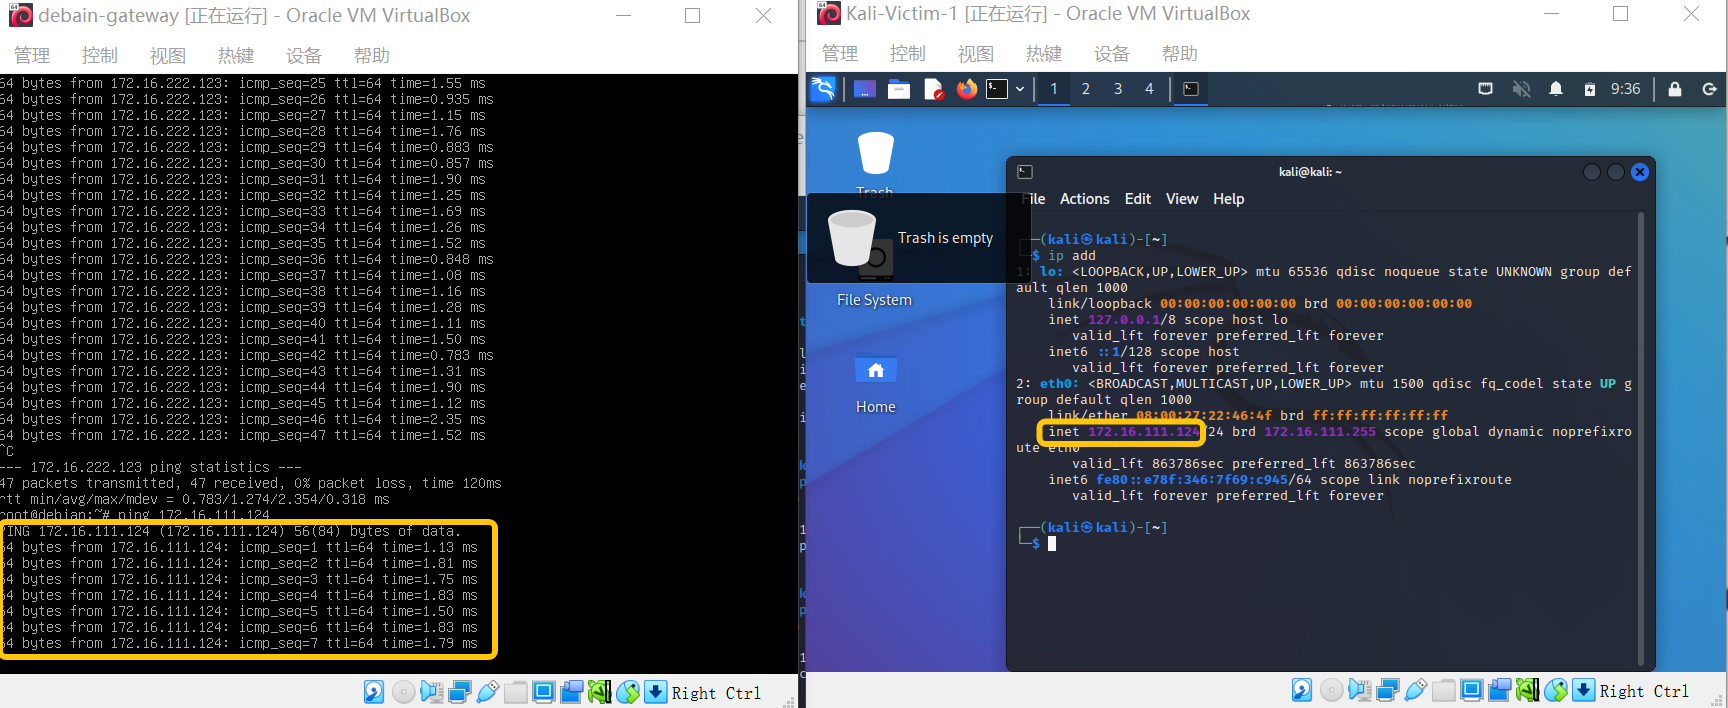 debain-gateway [正在运行] - Oracle VM VirtualBox
管理 控制 视图 热键 设备 帮助
64 bytes from 172.16.222.123: icmp_seq=25 ttl=64 time=1.55 ms
64 bytes from 172.16.222.123: icmp_seq=26 ttl=64 time=0.935 ms
64 bytes from 172.16.222.123: icmp_seq=27 ttl=64 time=1.15 ms
64 bytes from 172.16.222.123: icmp_seq=28 ttl=64 time=1.76 ms
64 bytes from 172.16.222.123: icmp_seq=29 ttl=64 time=0.883 ms
64 bytes from 172.16.222.123: icmp_seq=30 ttl=64 time=0.857 ms
64 bytes from 172.16.222.123: icmp_seq=31 ttl=64 time=1.90 ms
64 bytes from 172.16.222.123: icmp_seq=32 ttl=64 time=1.25 ms
64 bytes from 172.16.222.123: icmp_seq=33 ttl=64 time=1.69 ms
64 bytes from 172.16.222.123: icmp_seq=34 ttl=64 time=1.26 ms
64 bytes from 172.16.222.123: icmp_seq=35 ttl=64 time=1.52 ms
64 bytes from 172.16.222.123: icmp_seq=36 ttl=64 time=0.848 ms
64 bytes from 172.16.222.123: icmp_seq=37 ttl=64 time=1.08 ms
64 bytes from 172.16.222.123: icmp_seq=38 ttl=64 time=1.16 ms
64 bytes from 172.16.222.123: icmp_seq=39 ttl=64 time=1.28 ms
64 bytes from 172.16.222.123: icmp_seq=40 ttl=64 time=1.11 ms
64 bytes from 172.16.222.123: icmp_seq=41 ttl=64 time=1.50 ms
64 bytes from 172.16.222.123: icmp_seq=42 ttl=64 time=0.783 ms
64 bytes from 172.16.222.123: icmp_seq=43 ttl=64 time=1.31 ms
64 bytes from 172.16.222.123: icmp_seq=44 ttl=64 time=1.90 ms
64 bytes from 172.16.222.123: icmp_seq=45 ttl=64 time=1.12 ms
64 bytes from 172.16.222.123: icmp_seq=46 ttl=64 time=2.35 ms
64 bytes from 172.16.222.123: icmp_seq=47 ttl=64 time=1.52 ms
^C
--- 172.16.222.123 ping statistics ---
47 packets transmitted, 47 received, 0% packet loss, time 120ms
rtt min/avg/max/mdev = 0.783/1.274/2.354/0.318 ms
root@debian:~# ping 172.16.111.124
PING 172.16.111.124 (172.16.111.124) 56(84) bytes of data.
64 bytes from 172.16.111.124: icmp_seq=1 ttl=64 time=1.13 ms
64 bytes from 172.16.111.124: icmp_seq=2 ttl=64 time=1.81 ms
64 bytes from 172.16.111.124: icmp_seq=3 ttl=64 time=1.75 ms
64 bytes from 172.16.111.124: icmp_seq=4 ttl=64 time=1.83 ms
64 bytes from 172.16.111.124: icmp_seq=5 ttl=64 time=1.50 ms
64 bytes from 172.16.111.124: icmp_seq=6 ttl=64 time=1.83 ms
64 bytes from 172.16.111.124: icmp_seq=7 ttl=64 time=1.79 ms
Right Ctrl
Kali-Victim-1 [正在运行] - Oracle VM VirtualBox
管理 控制 视图 热键 设备 帮助
1 2 3 4 9:36
Trash
Trash is empty
File System
Home
kali@kali: ~
File Actions Edit View Help
┌──(kali㉿kali)-[~]
└─$ ip add
1: lo: <LOOPBACK,UP,LOWER_UP> mtu 65536 qdisc noqueue state UNKNOWN group def
ault qlen 1000
link/loopback 00:00:00:00:00:00 brd 00:00:00:00:00:00
inet 127.0.0.1/8 scope host lo
valid_lft forever preferred_lft forever
inet6 ::1/128 scope host
valid_lft forever preferred_lft forever
2: eth0: <BROADCAST,MULTICAST,UP,LOWER_UP> mtu 1500 qdisc fq_codel state UP g
roup default qlen 1000
link/ether 08:00:27:22:46:4f brd ff:ff:ff:ff:ff:ff
inet 172.16.111.124/24 brd 172.16.111.255 scope global dynamic noprefixro
ute eth0
valid_lft 863786sec preferred_lft 863786sec
inet6 fe80::e78f:346:7f69:c945/64 scope link noprefixroute
valid_lft forever preferred_lft forever
┌──(kali㉿kali)-[~]
└─$
Right Ctrl